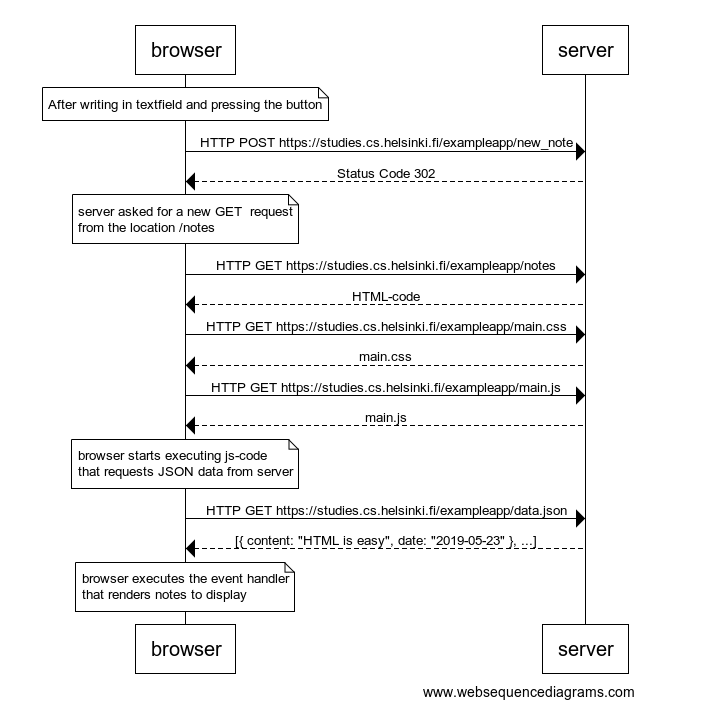 browser server
After writing in textfield and pressing the button
HTTP POST https://studies.cs.helsinki.fi/exampleapp/new_note
Status Code 302
server asked for a new GET  request
from the location /notes
HTTP GET https://studies.cs.helsinki.fi/exampleapp/notes
HTML-code
HTTP GET https://studies.cs.helsinki.fi/exampleapp/main.css
main.css
HTTP GET https://studies.cs.helsinki.fi/exampleapp/main.js
main.js
browser starts executing js-code
that requests JSON data from server
HTTP GET https://studies.cs.helsinki.fi/exampleapp/data.json
[{ content: "HTML is easy", date: "2019-05-23" }, ...]
browser executes the event handler
that renders notes to display
browser server
www.websequencediagrams.com